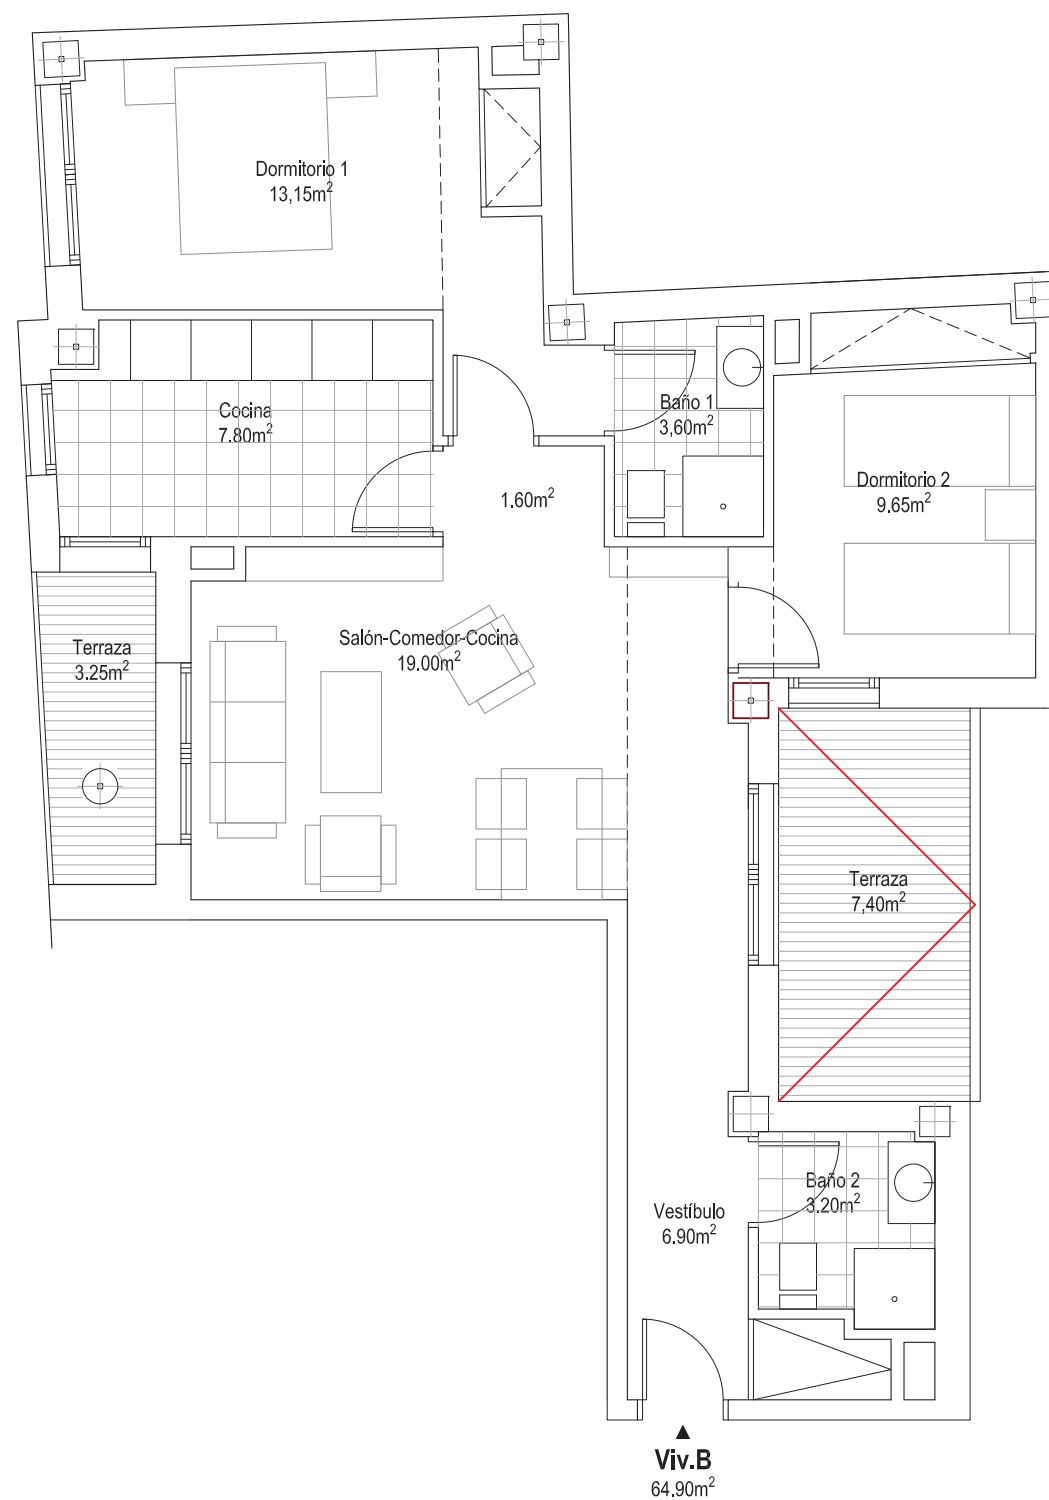 Dormitorio 1
13,15m²
Cocina
7.80m²
Baño 1
3,60m²
1.60m²
Dormitorio 2
9.65m²
Terraza
3.25m²
Salón-Comedor-Cocina
19.00m²
Terraza
7,40m²
Baño 2
3.20m²
Vestíbulo
6.90m²
Viv.B
64,90m²